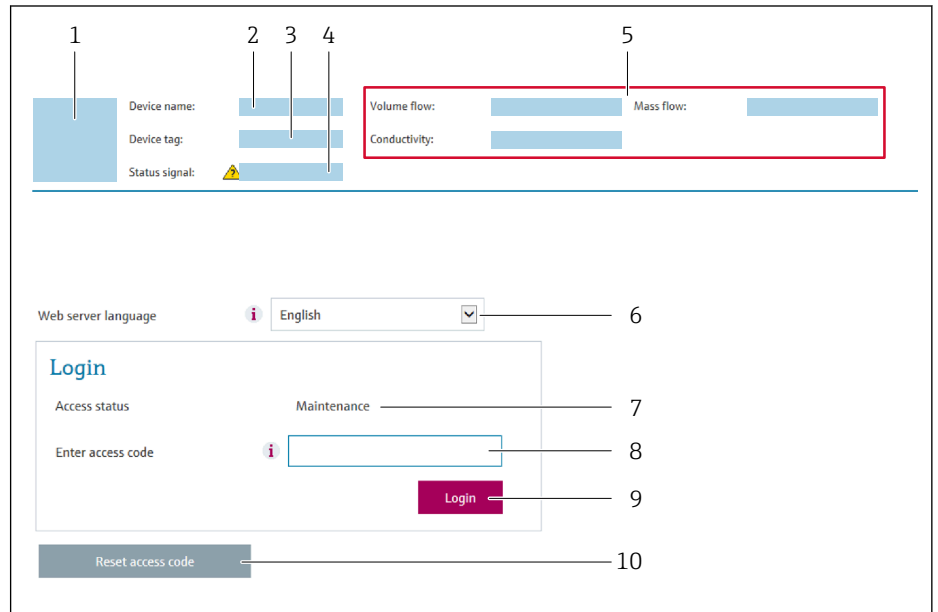 1 2 3 4 5
Device name: Volume flow: Mass flow:
Device tag: Conductivity:
Status signal: ?
Web server language i English 6
Login
Access status Maintenance 7
Enter access code i 8
Login 9
Reset access code 10